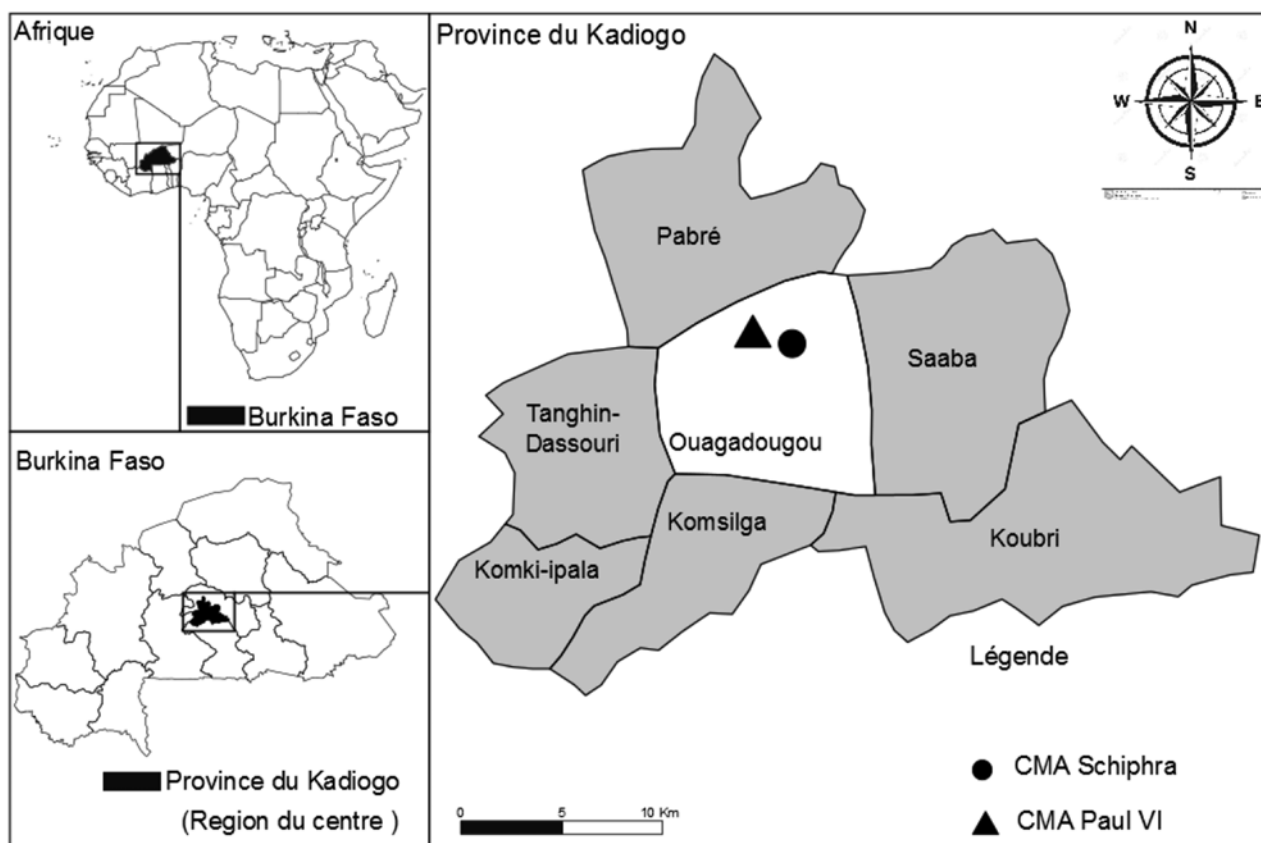 Afrique
Burkina Faso
Burkina Faso
Province du Kadiogo
(Region du centre )
Province du Kadiogo
N
W
E
S
Pabré
Saaba
Tanghin-
Dassouri
Ouagadougou
Komsilga
Koubri
Komki-ipala
Légende
CMA Schiphra
CMA Paul VI
0 5 10 Km